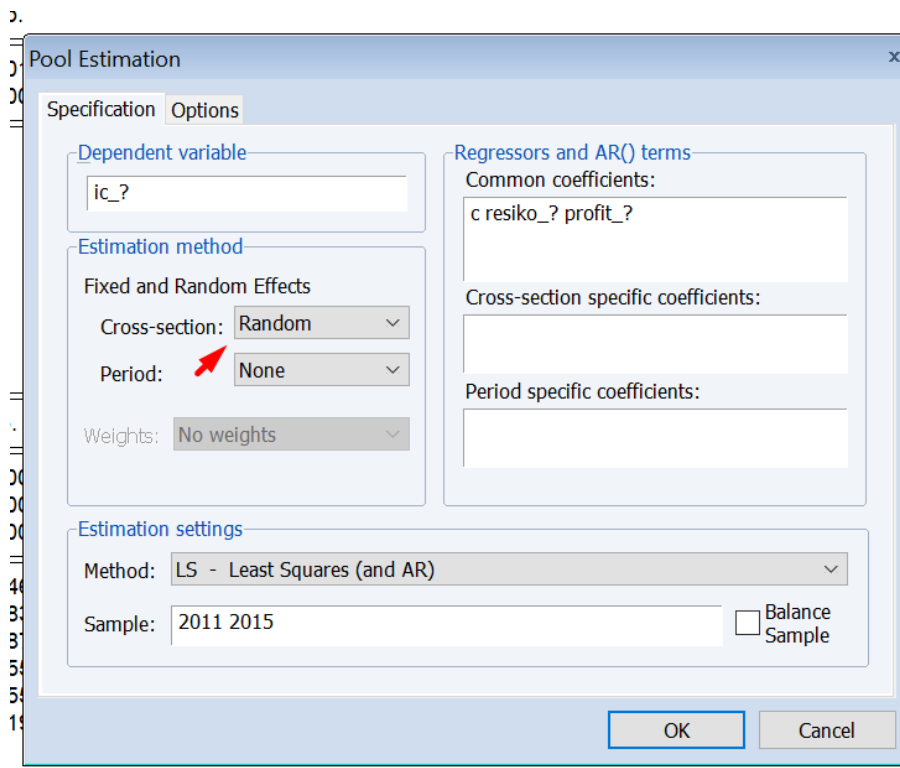 Pool Estimation
Specification
Options
Dependent variable
ic_?
Estimation method
Fixed and Random Effects
Cross-section: Random
Period: None
Weights: No weights
Regressors and AR() terms
Common coefficients:
c resiko_? profit_?
Cross-section specific coefficients:
Period specific coefficients:
Estimation settings
Method: LS - Least Squares (and AR)
Sample: 2011 2015
Balance
Sample
OK
Cancel